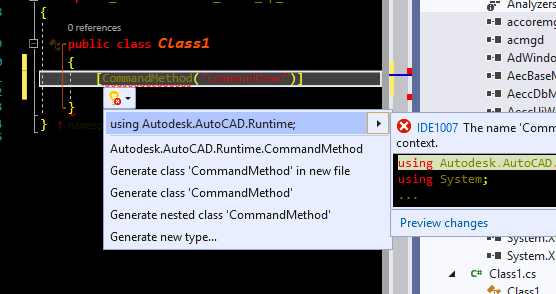 {
0 references
public class Class1
{
[CommandMethod("CommandDemo")]
}
}
using Autodesk.AutoCAD.Runtime;
Autodesk.AutoCAD.Runtime.CommandMethod
Generate class 'CommandMethod' in new file
Generate class 'CommandMethod'
Generate nested class 'CommandMethod'
Generate new type...
IDE1007 The name 'Com
context.
using Autodesk.AutoCAD.
using System;
...
Preview changes
Analyzers
accoremg
acmgd
AdWindo
AecBaseM
AeccDbM
System.X
System.X
Class1.cs
Class1